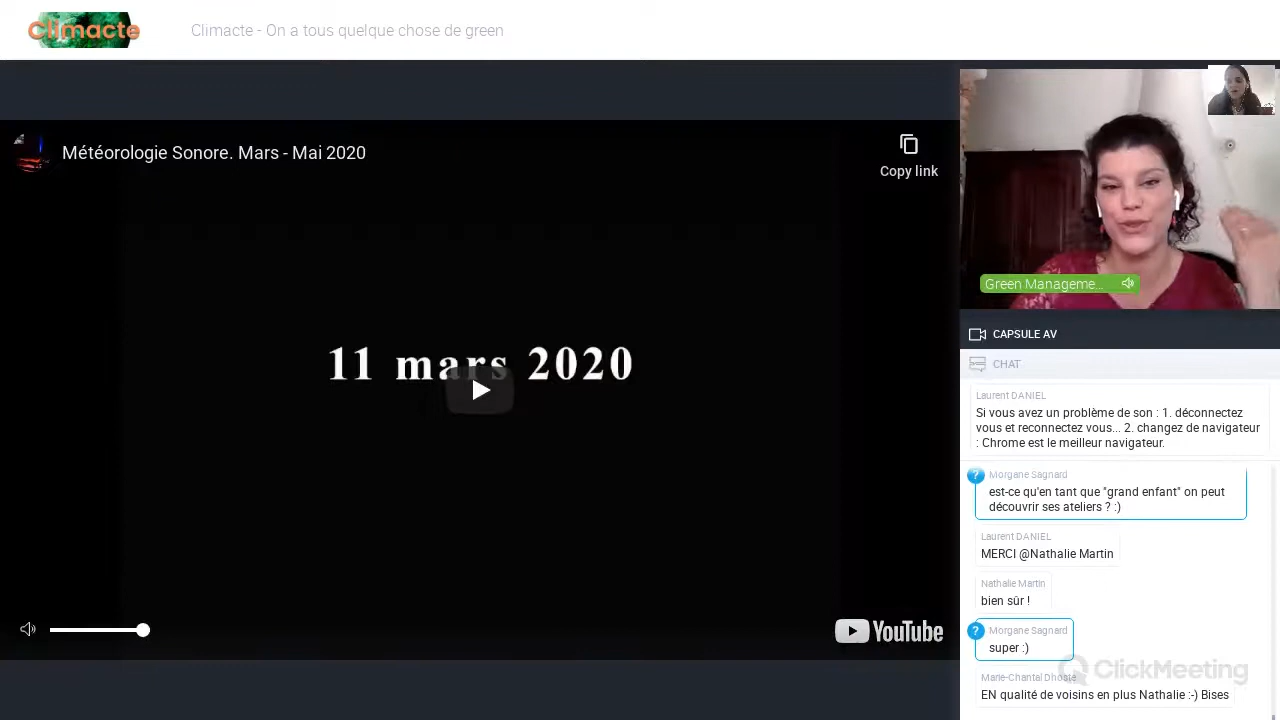 Climacte
Climacte - On a tous quelque chose de green
Météorologie Sonore. Mars - Mai 2020
Copy link
11 mars 2020
YouTube
Green Manageme...
CAPSULE AV
CHAT
Laurent DANIEL
Si vous avez un problème de son : 1. déconnectez
vous et reconnectez vous... 2. changez de navigateur
: Chrome est le meilleur navigateur.
?
Morgane Sagnard
est-ce qu'en tant que "grand enfant" on peut
découvrir ses ateliers ? :)
Laurent DANIEL
MERCI @Nathalie Martin
Nathalie Martin
bien sûr !
?
Morgane Sagnard
super :)
ClickMeeting
Marie-Chantal Dhoste
EN qualité de voisins en plus Nathalie :-) Bises